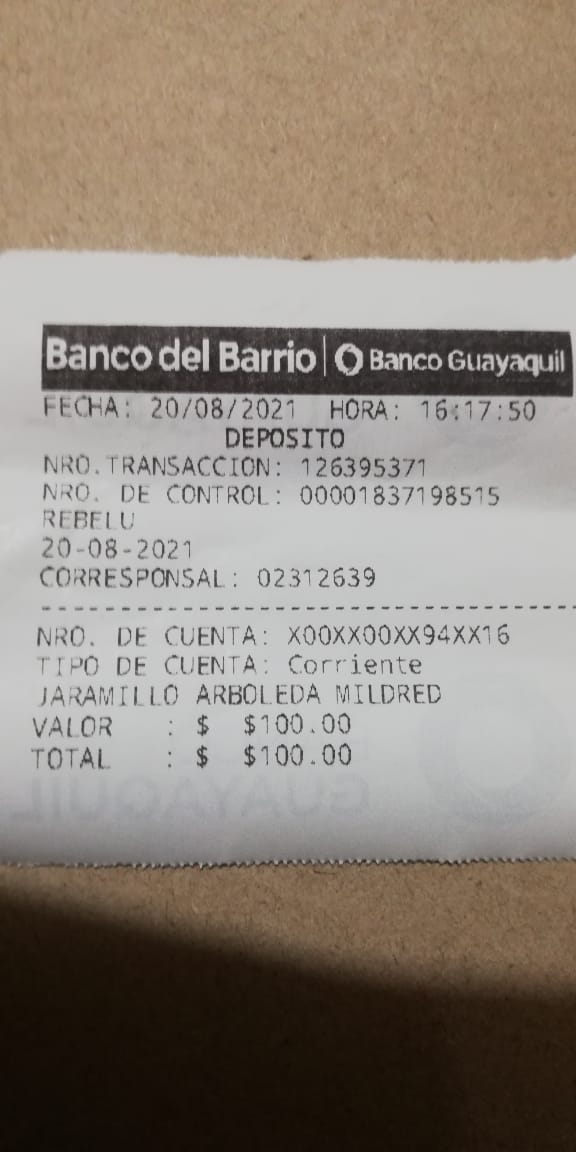 Banco del Barrio | Banco Guayaquil
FECHA: 20/08/2021 HORA: 16:17:50
DEPOSITO
NRO.TRANSACCION: 126395371
NRO. DE CONTROL: 00001837198515
REBELU
20-08-2021
CORRESPONSAL: 02312639
NRO. DE CUENTA: X00XX00XX94XX16
TIPO DE CUENTA: Corriente
JARAMILLO ARBOLEDA MILDRED
VALOR : $ $100.00
TOTAL : $ $100.00
GUAYAQUIL